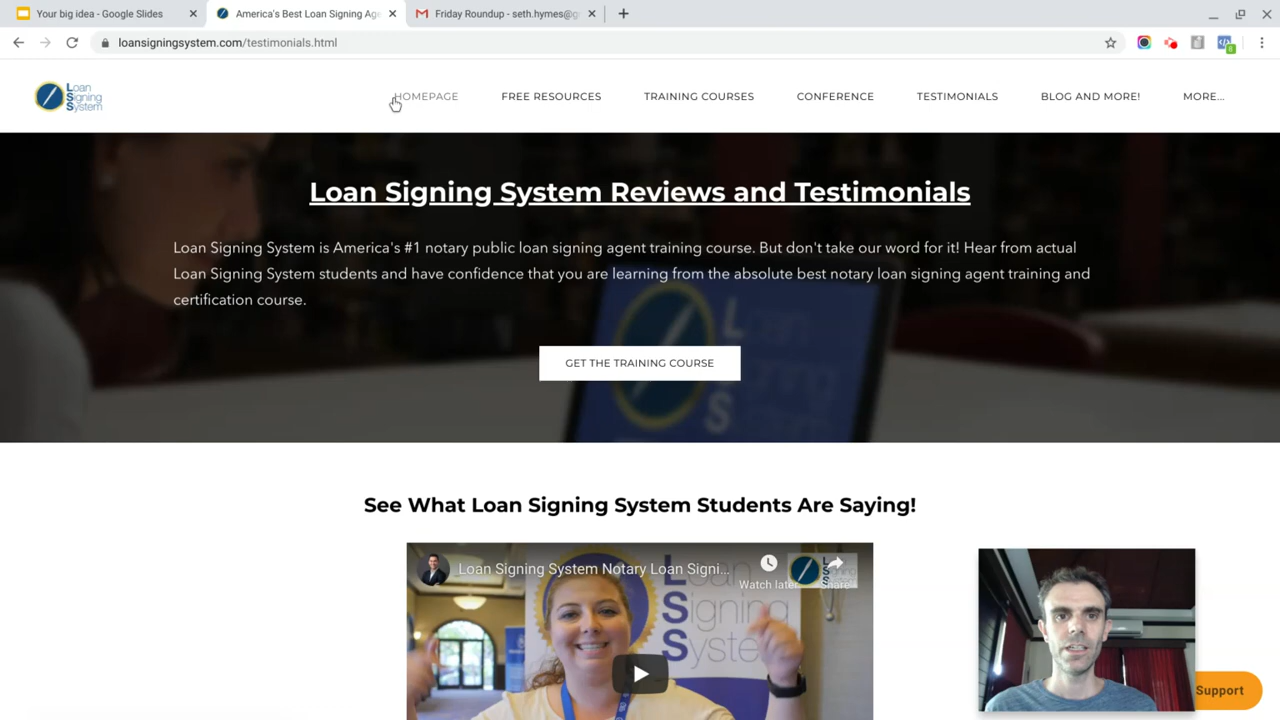 Your big idea - Google Slides
America's Best Loan Signing Age
Friday Roundup - seth.hymes@g
loansigningsystem.com/testimonials.html
8
Loan
Signing
System
HOMEPAGE
FREE RESOURCES
TRAINING COURSES
CONFERENCE
TESTIMONIALS
BLOG AND MORE!
MORE...
Loan Signing System Reviews and Testimonials
Loan Signing System is America's #1 notary public loan signing agent training course. But don't take our word for it! Hear from actual
Loan Signing System students and have confidence that you are learning from the absolute best notary loan signing agent training and
certification course.
GET THE TRAINING COURSE
See What Loan Signing System Students Are Saying!
Loan Signing System Notary Loan Signi...
Watch later
Share
Support